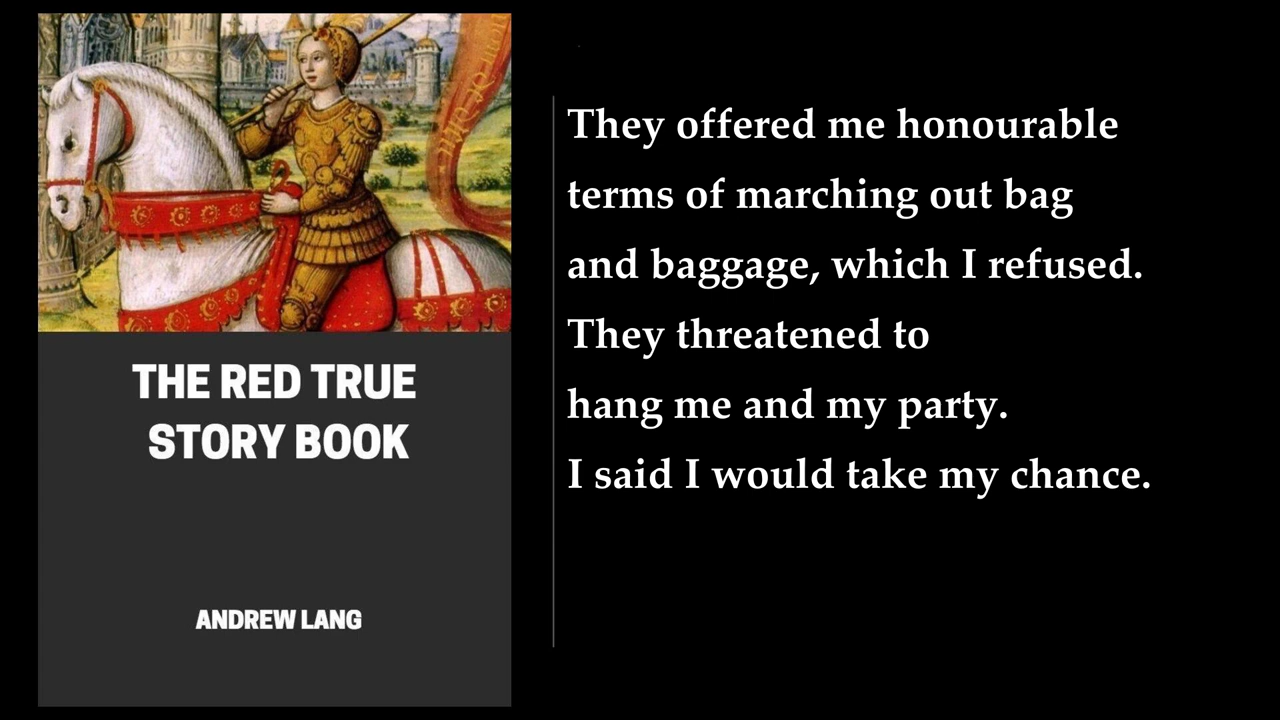 THE RED TRUE
STORY BOOK
ANDREW LANG
They offered me honourable
terms of marching out bag
and baggage, which I refused.
They threatened to
hang me and my party.
I said I would take my chance.